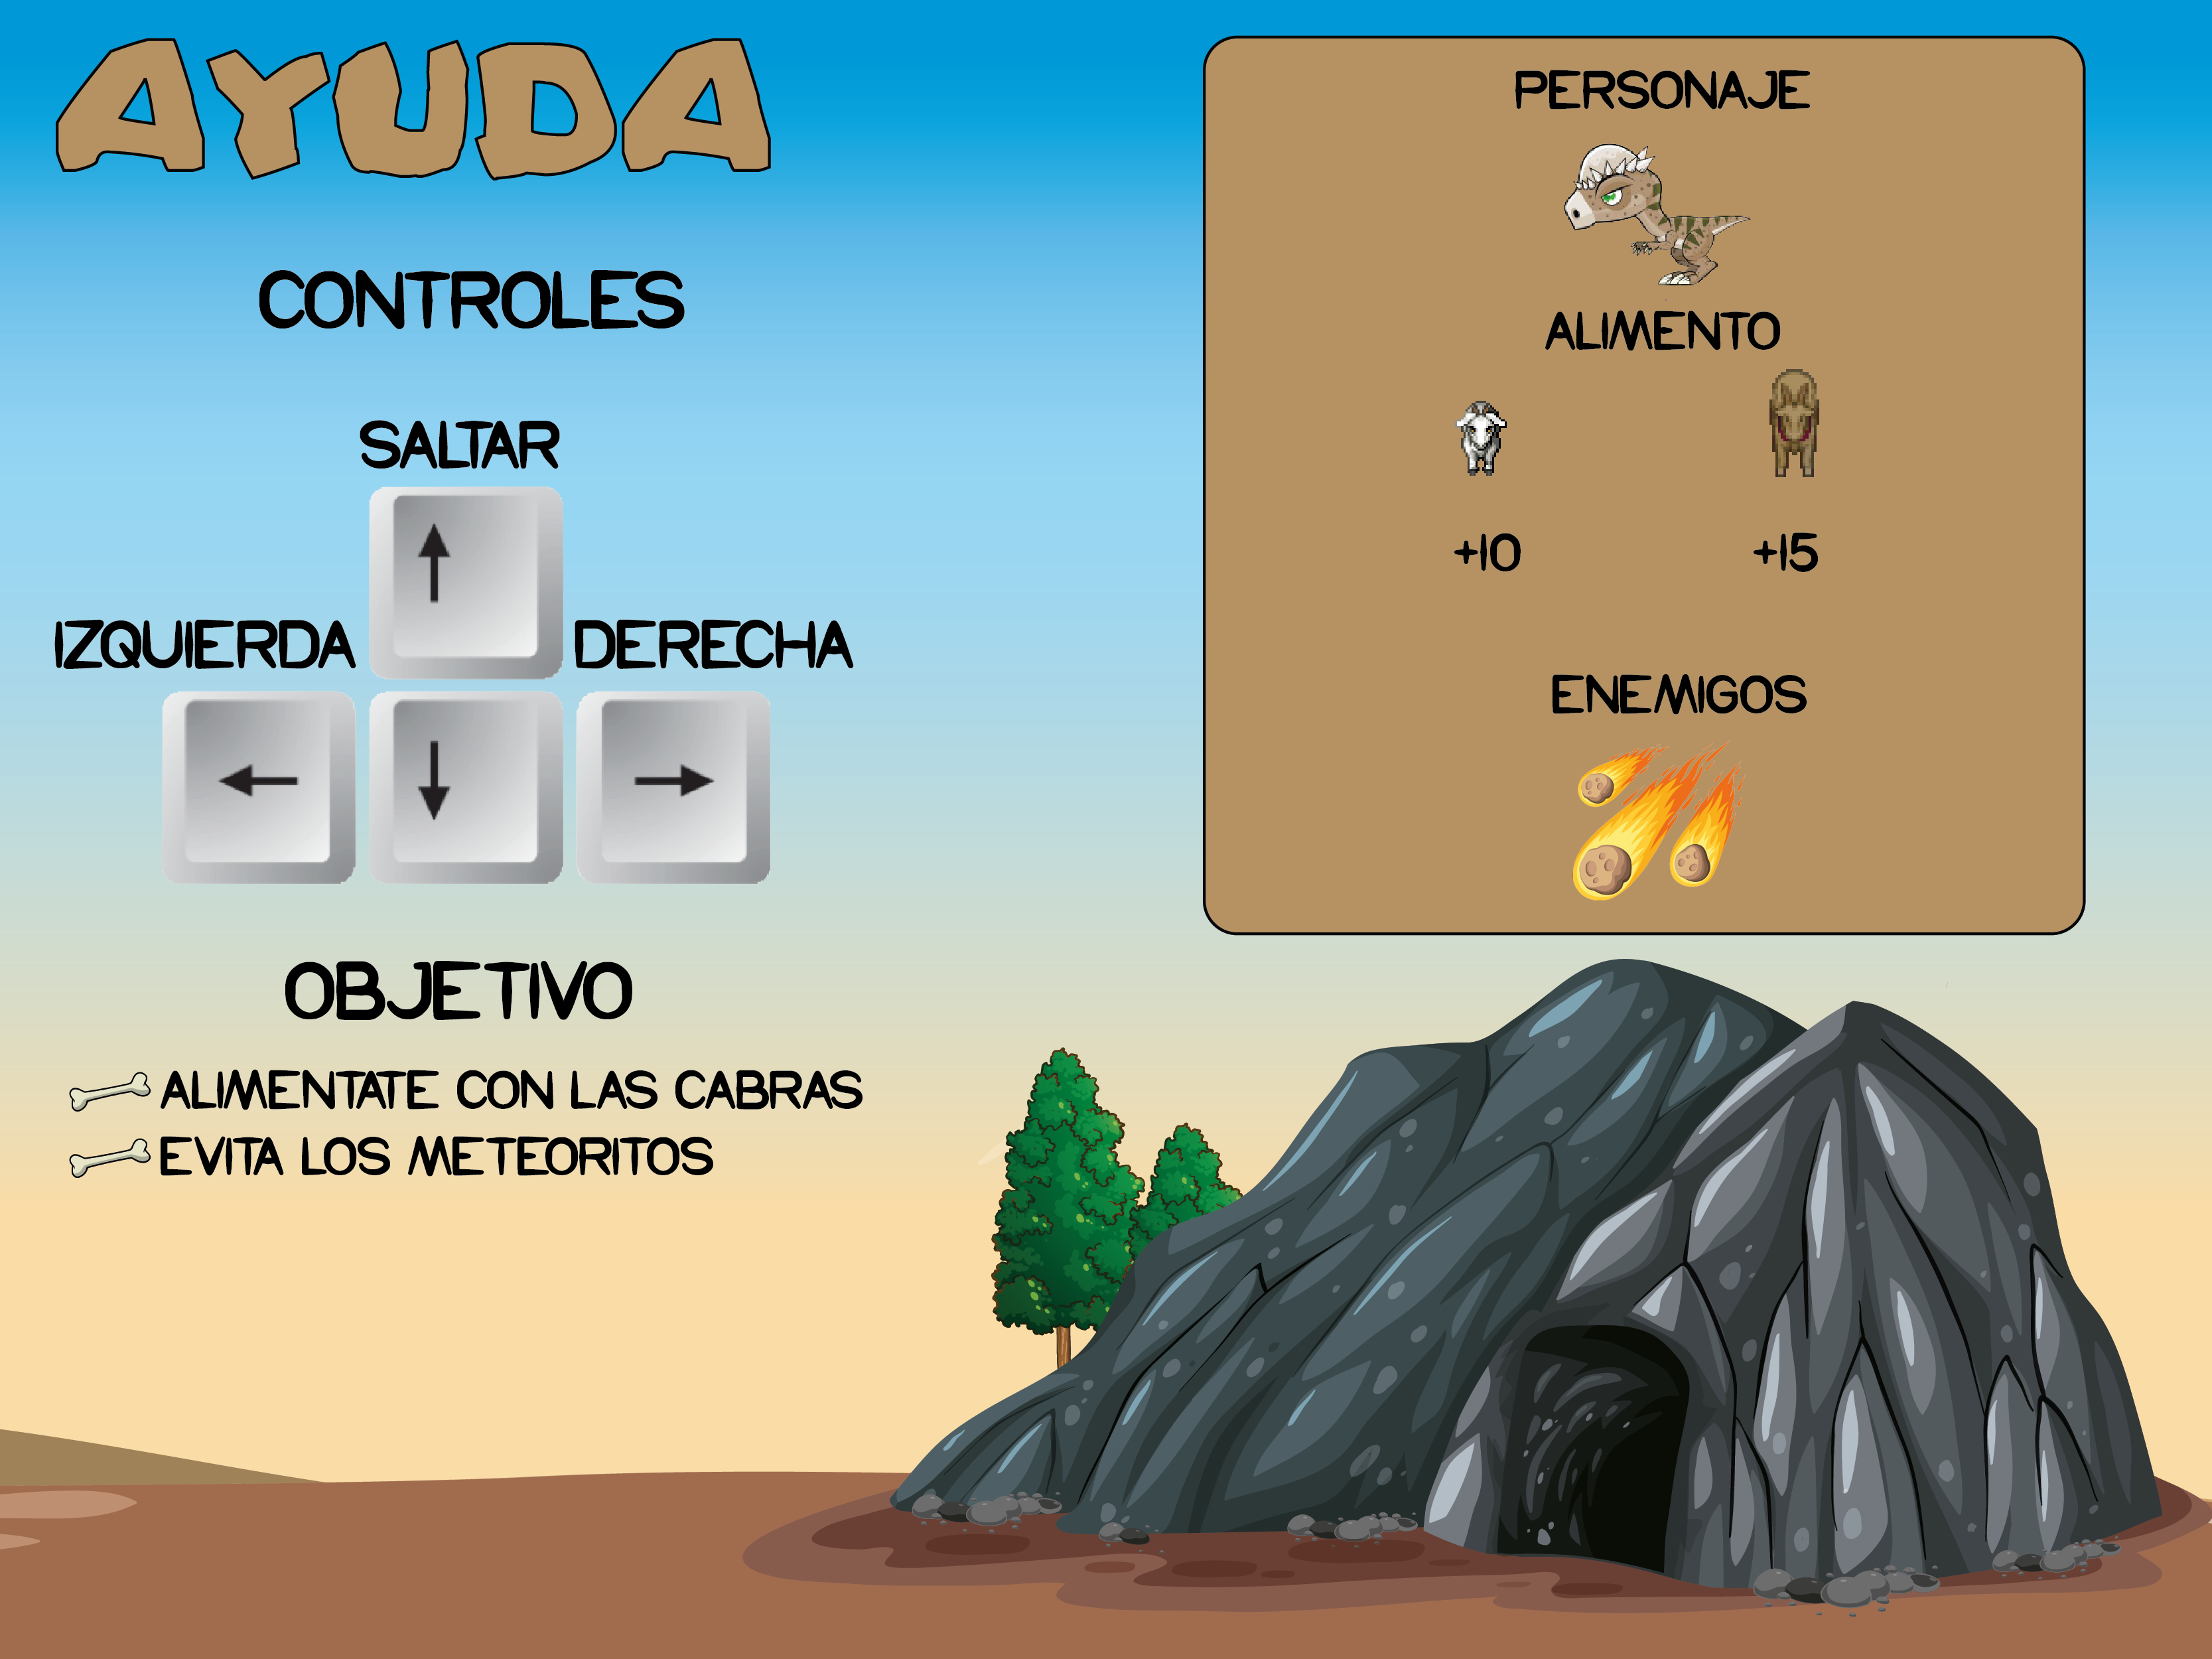 AYUDA
CONTROLES
SALTAR
IZQUIERDA
DERECHA
OBJETIVO
ALIMENTATE CON LAS CABRAS
EVITA LOS METEORITOS
PERSONAJE
ALIMENTO
+10
+15
ENEMIGOS